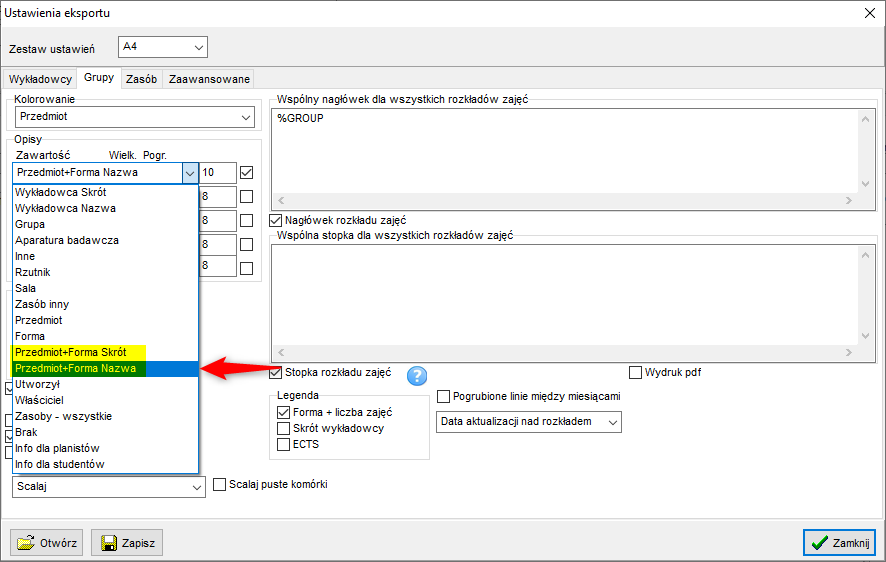 Ustawienia eksportu
Zestaw ustawień
A4
Wykładowcy
Grupy
Zasób
Zaawansowane
Kolorowanie
Przedmiot
Opisy
Zawartość Wielk. Pogr.
Przedmiot+Forma Nazwa 10
8
8
8
8
Wykładowca Skrót
Wykładowca Nazwa
Grupa
Aparatura badawcza
Inne
Rzutnik
Sala
Zasób inny
Przedmiot
Forma
Przedmiot+Forma Skrót
Przedmiot+Forma Nazwa
Utworzył
Właściciel
Zasoby - wszystkie
Brak
Info dla planistów
Info dla studentów
Scalaj
Scalaj puste komórki
Wspólny nagłówek dla wszystkich rozkładów zajęć
%GROUP
Nagłówek rozkładu zajęć
Wspólna stopka dla wszystkich rozkładów zajęć
Stopka rozkładu zajęć
?
Wydruk pdf
Legenda
Forma + liczba zajęć
Skrót wykładowcy
ECTS
Pogrubione linie między miesiącami
Data aktualizacji nad rozkładem
Otwórz
Zapisz
Zamknij